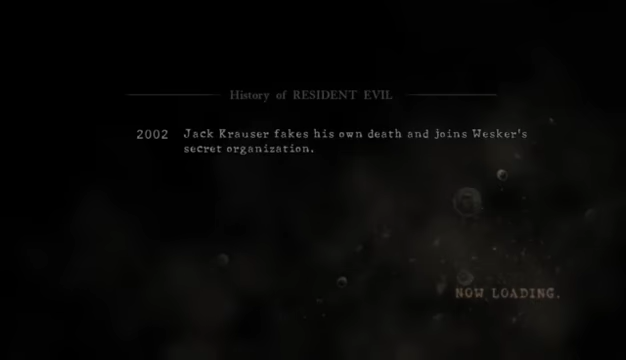 History of RESIDENT EVIL
2002 Jack Krauser fakes his own death and joins Wesker's
secret organization.
NOW LOADING.